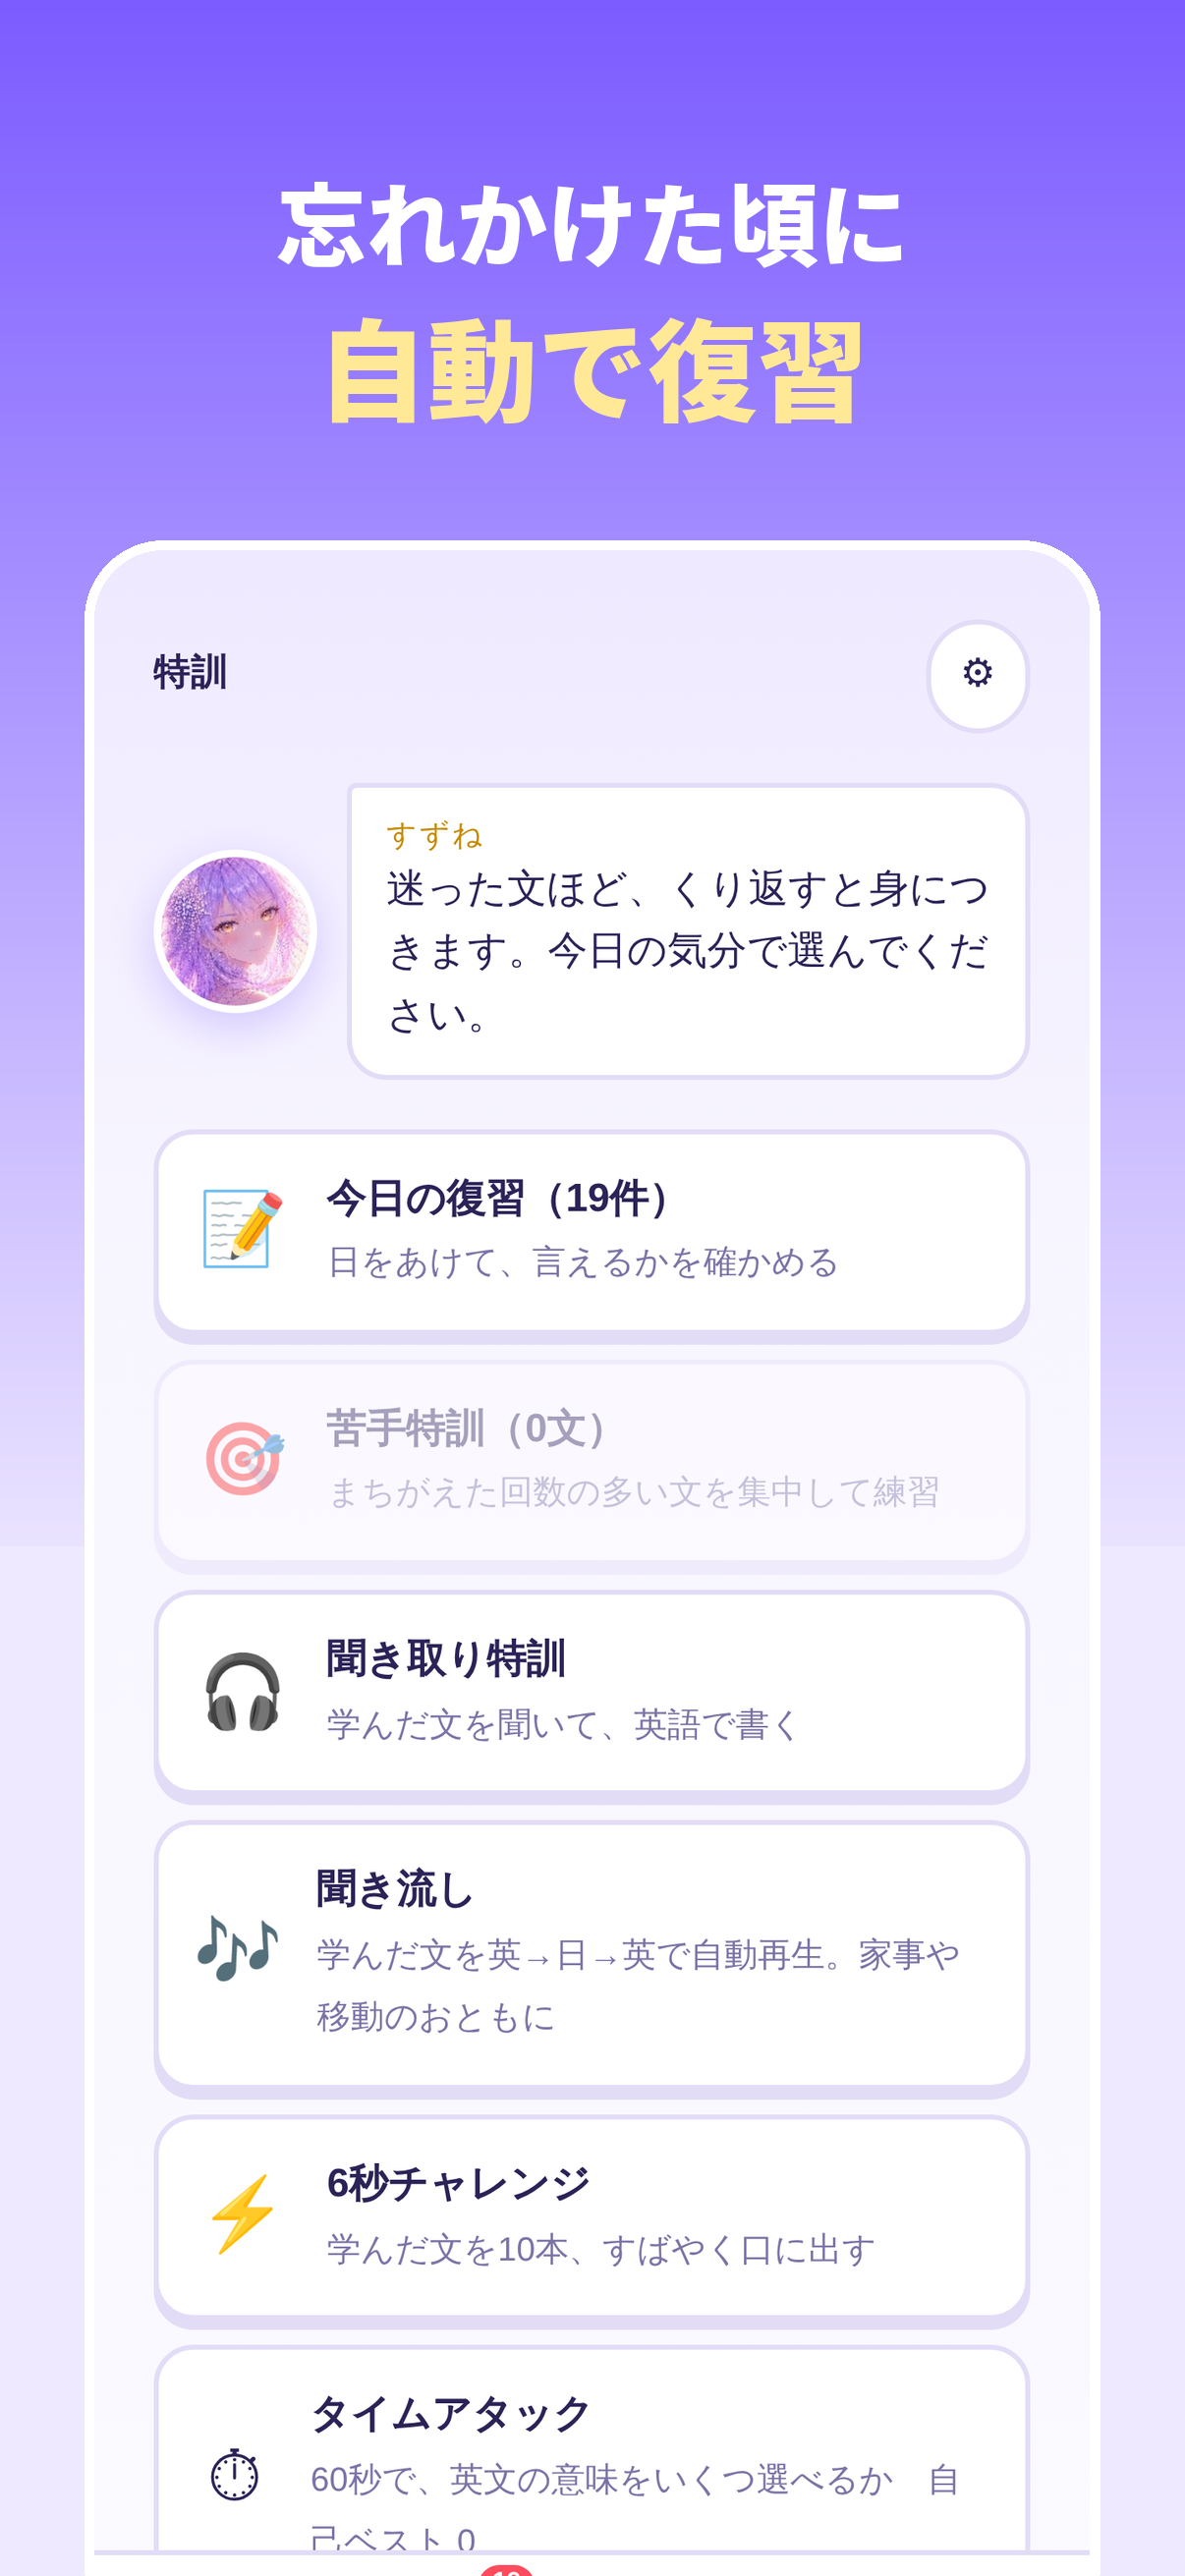 忘れかけた頃に
自動で復習
特訓
すずね
迷った文ほど、くり返すと身につ
きます。今日の気分で選んでくだ
さい。
今日の復習（19件）
日をあけて、言えるかを確かめる
苦手特訓（0文）
まちがえた回数の多い文を集中して練習
聞き取り特訓
学んだ文を聞いて、英語で書く
聞き流し
学んだ文を英→日→英で自動再生。家事や
移動のおともに
6秒チャレンジ
学んだ文を10本、すばやく口に出す
タイムアタック
60秒で、英文の意味をいくつ選べるか　自
己ベスト 0